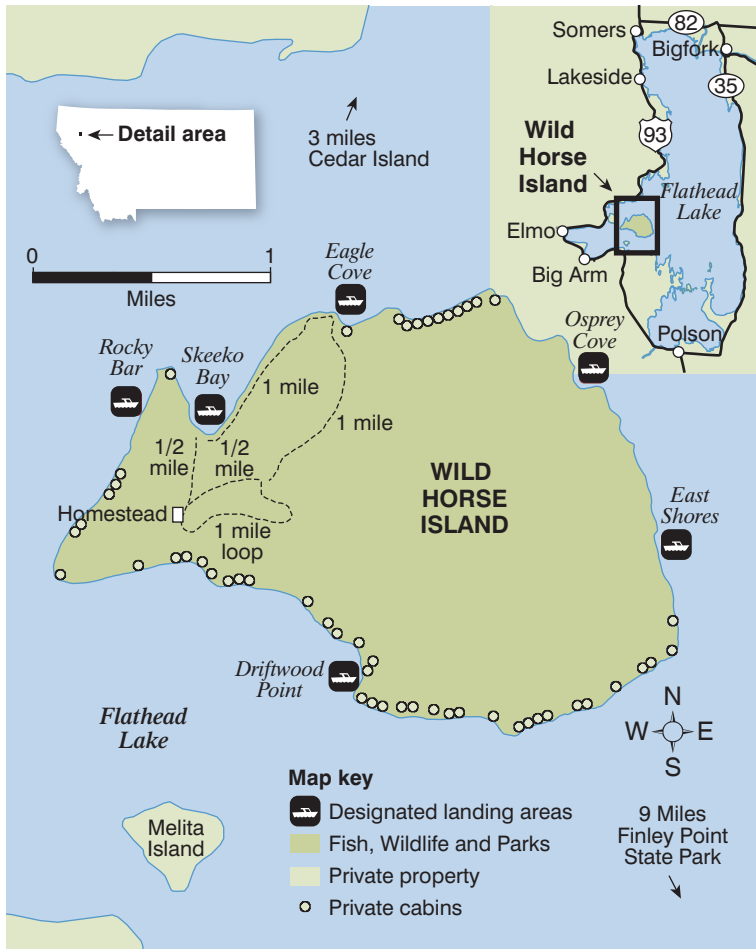 Somers
82
Bigfork
Lakeside
35
93
Wild
Horse
Island
Flathead
Lake
Elmo
Big Arm
Polson
Detail area
3 miles
Cedar Island
0
1
Miles
Eagle
Cove
Osprey
Cove
Rocky
Bar
Skeeko
Bay
1 mile
1 mile
1/2
mile
1/2
mile
WILD
HORSE
ISLAND
Homestead
1 mile
loop
East
Shores
Driftwood
Point
Flathead
Lake
N
W
E
S
Melita
Island
Map key
Designated landing areas
Fish, Wildlife and Parks
Private property
Private cabins
9 Miles
Finley Point
State Park